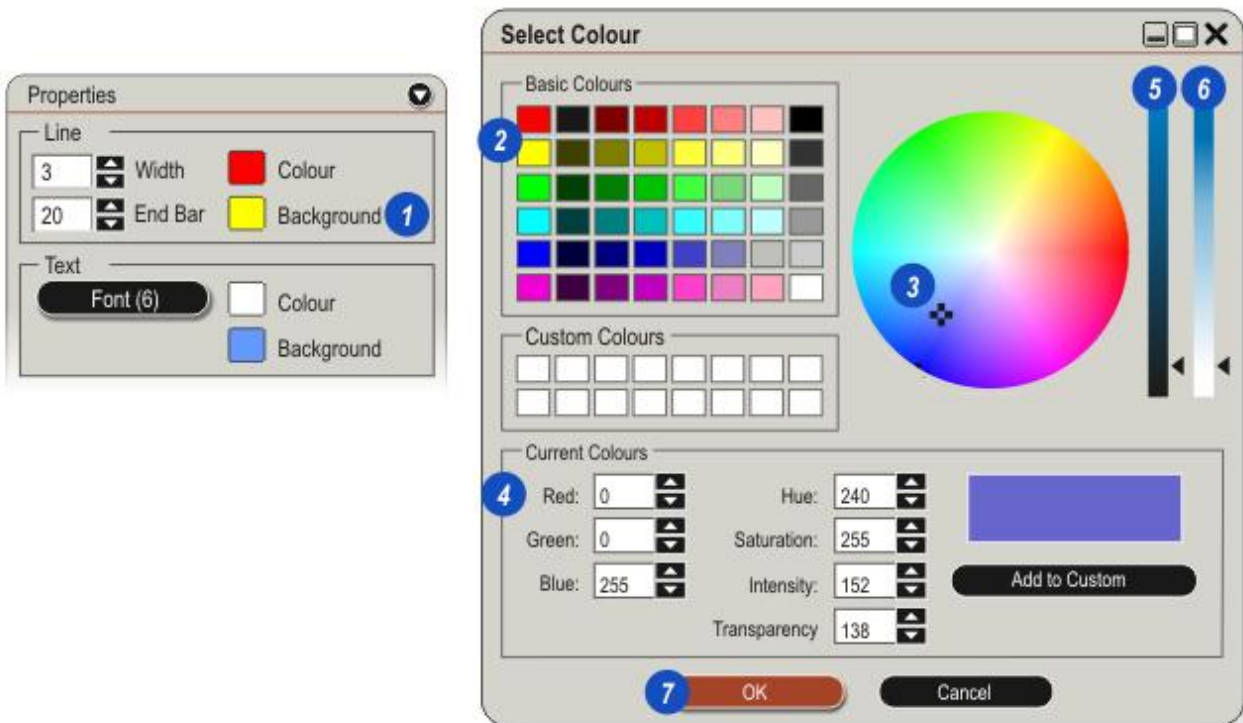 Properties
Line
3 Width Colour
20 End Bar Background 1
Text
Font (6) Colour
Background
Select Colour
Basic Colours
2
5 6
3
Custom Colours
Current Colours
4 Red: 0 Hue: 240
Green: 0 Saturation: 255
Blue: 255 Intensity: 152 Add to Custom
Transparency 138
7 OK Cancel